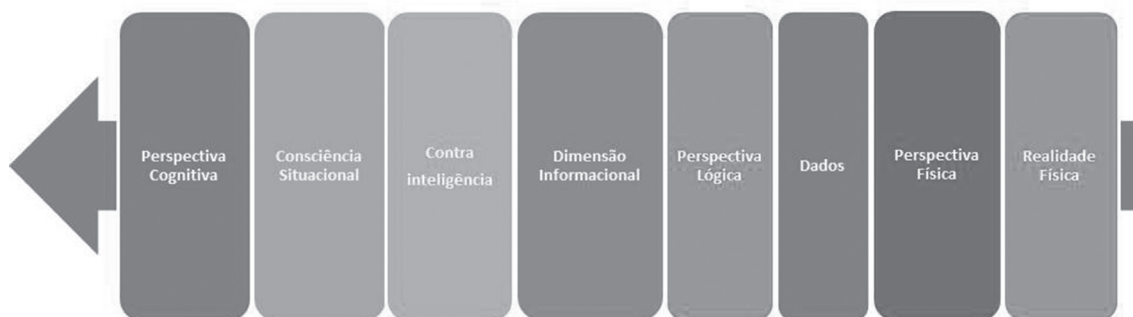 Perspectiva
Cognitiva
Consciência
Situacional
Contra
inteligência
Dimensão
Informacional
Perspectiva
Lógica
Dados
Perspectiva
Física
Realidade
Física